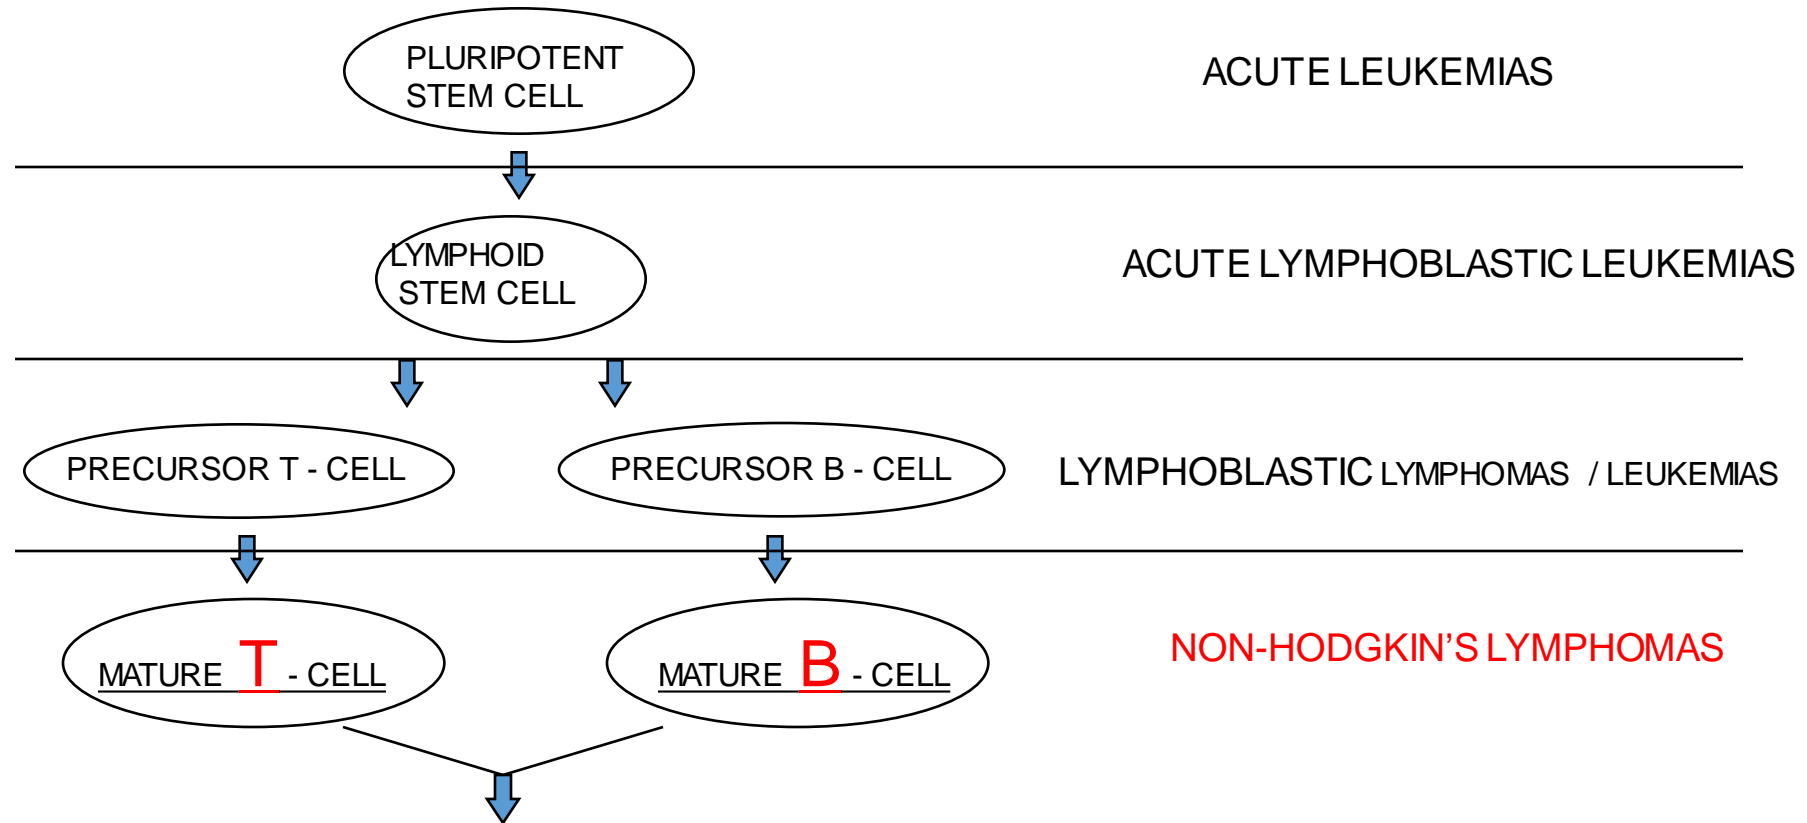 PLURIPOTENT
STEM CELL
ACUTE LEUKEMIAS
LYMPHOID
STEM CELL
ACUTE LYMPHOBLASTIC LEUKEMIAS
PRECURSOR T - CELL
PRECURSOR B - CELL
LYMPHOBLASTIC LYMPHOMAS / LEUKEMIAS
MATURE T - CELL
MATURE B - CELL
NON-HODGKIN'S LYMPHOMAS